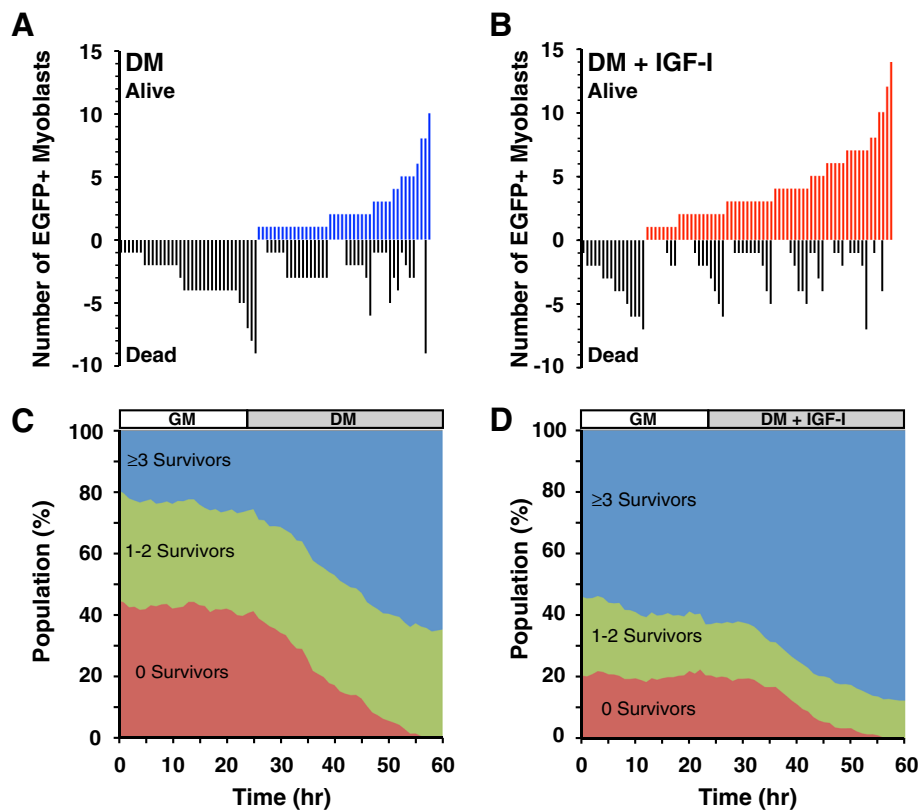 A
DM
Alive
Dead
Number of EGFP+ Myoblasts
15
10
5
0
-5
-10
B
DM + IGF-I
Alive
Dead
Number of EGFP+ Myoblasts
15
10
5
0
-5
-10
C
GM
DM
≥3 Survivors
1-2 Survivors
0 Survivors
Population (%)
100
80
60
40
20
0
0 10 20 30 40 50 60
Time (hr)
D
GM
DM + IGF-I
≥3 Survivors
1-2 Survivors
0 Survivors
Population (%)
100
80
60
40
20
0
0 10 20 30 40 50 60
Time (hr)